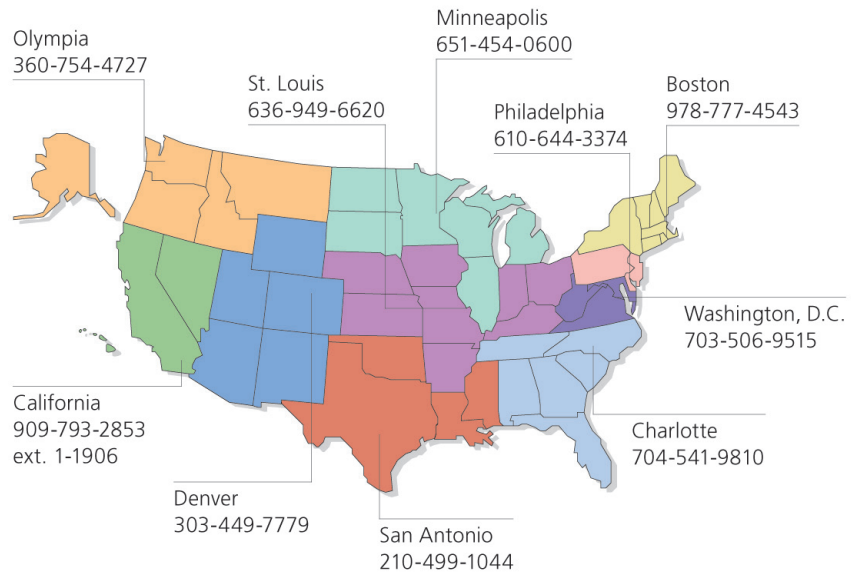 Minneapolis
651-454-0600
Olympia
360-754-4727
St. Louis
636-949-6620
Boston
978-777-4543
Philadelphia
610-644-3374
Washington, D.C.
703-506-9515
California
909-793-2853
ext. 1-1906
Charlotte
704-541-9810
Denver
303-449-7779
San Antonio
210-499-1044